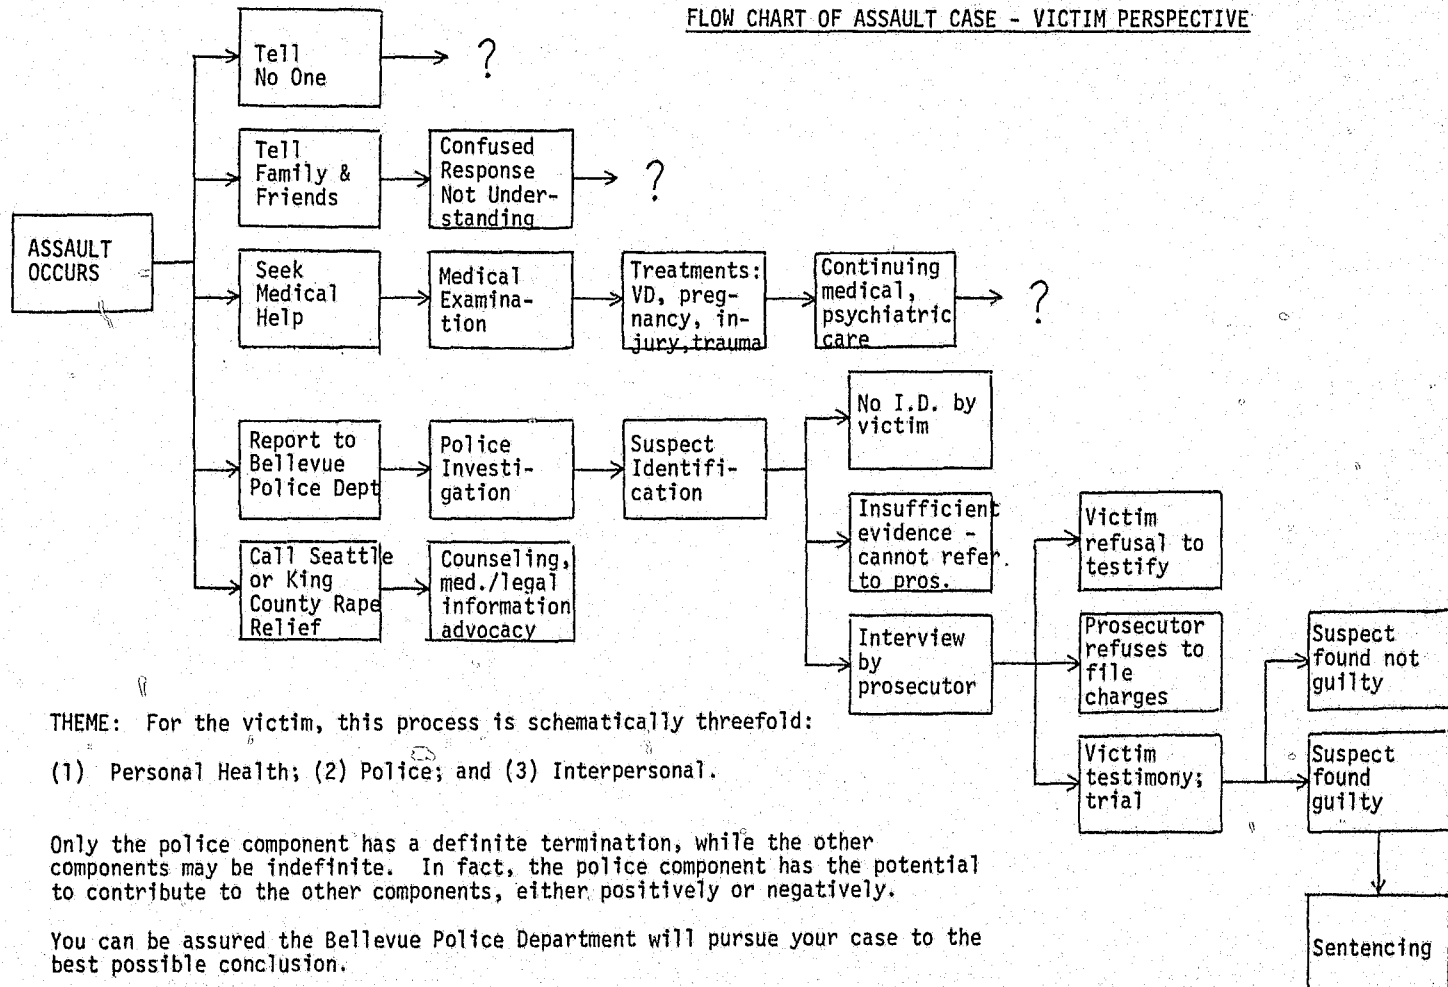 FLOW CHART OF ASSAULT CASE - VICTIM PERSPECTIVE
ASSAULT
OCCURS
Tell
No One
?
Tell
Family &
Friends
Confused
Response
Not Under-
standing
?
Seek
Medical
Help
Medical
Examina-
tion
Treatments:
VD, preg-
nancy, in-
jury,trauma
Continuing
medical,
psychiatric
care
?
Report to
Bellevue
Police Dept
Police
Investi-
gation
Suspect
Identifi-
cation
No I.D. by
victim
Insufficient
evidence -
cannot refer.
to pros.
Interview
by
prosecutor
Victim
refusal to
testify
Prosecutor
refuses to
file
charges
Victim
testimony;
trial
Suspect
found not
guilty
Suspect
found
guilty
Sentencing
Call Seattle
or King
County Rape
Relief
Counseling,
med./legal
information
advocacy
THEME: For the victim, this process is schematically threefold:
(1) Personal Health; (2) Police; and (3) Interpersonal.
Only the police component has a definite termination, while the other
components may be indefinite. In fact, the police component has the potential
to contribute to the other components, either positively or negatively.
You can be assured the Bellevue Police Department will pursue your case to the
best possible conclusion.